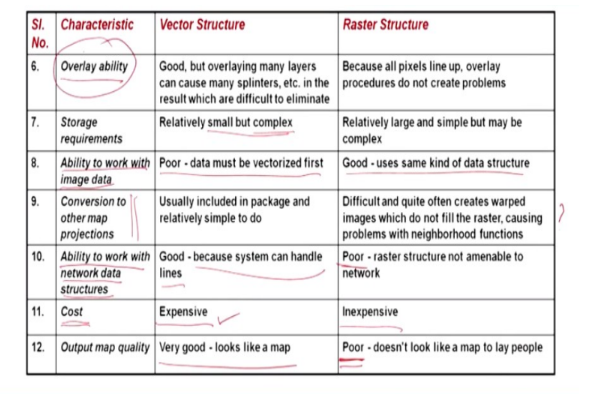 Sl. No. Characteristic Vector Structure Raster Structure
6. Overlay ability Good, but overlaying many layers Because all pixels line up, overlay
can cause many splinters, etc. in the procedures do not create problems
result which are difficult to eliminate
7. Storage Relatively small but complex Relatively large and simple but may be
requirements complex
8. Ability to work with Poor - data must be vectorized first Good - uses same kind of data structure
image data
9. Conversion to Usually included in package and Difficult and quite often creates warped
other map relatively simple to do images which do not fill the raster, causing
projections problems with neighborhood functions
?
10. Ability to work with Good - because system can handle Poor - raster structure not amenable to
network data lines network
structures
11. Cost Expensive Inexpensive
12. Output map quality Very good - looks like a map Poor - doesn't look like a map to lay people